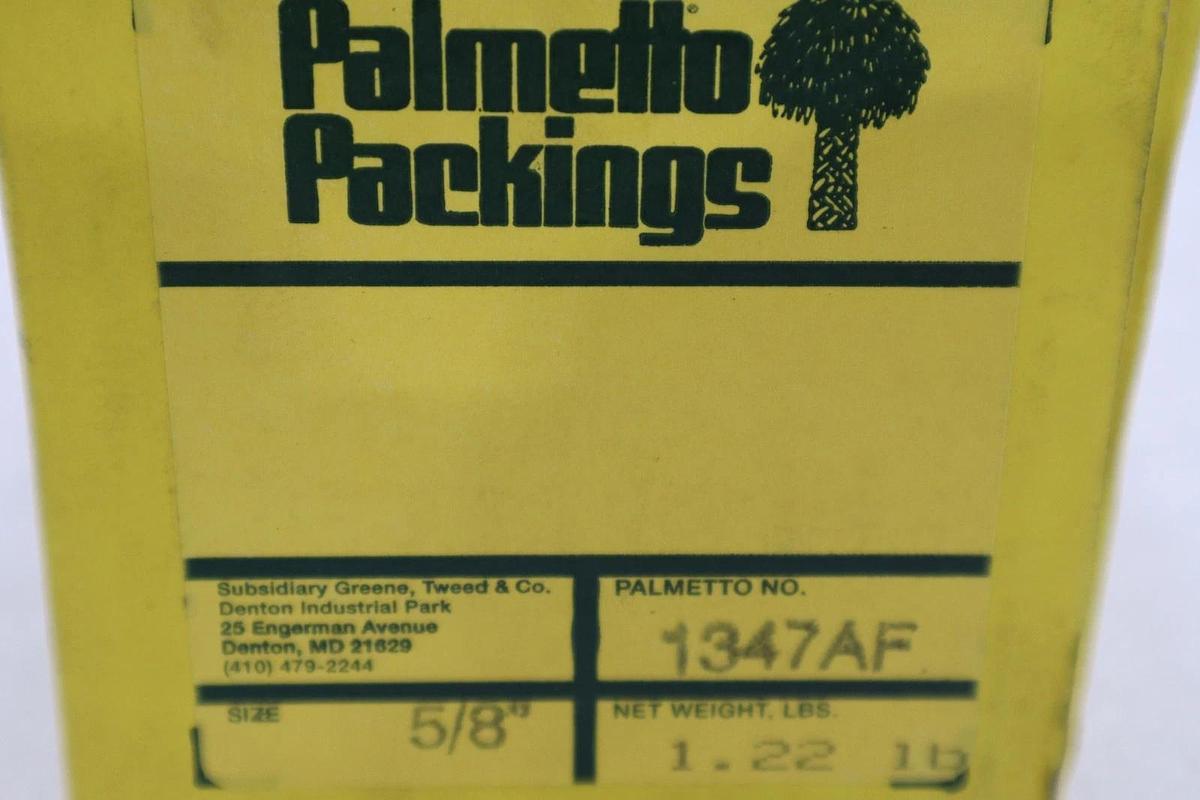 Palmetto®
Packings
Subsidiary Greene, Tweed & Co.
Denton Industrial Park
25 Engerman Avenue
Denton, MD 21629
(410) 479-2244
PALMETTO NO.
1347AF
SIZE
5/8"
NET WEIGHT, LBS.
1.22 lb